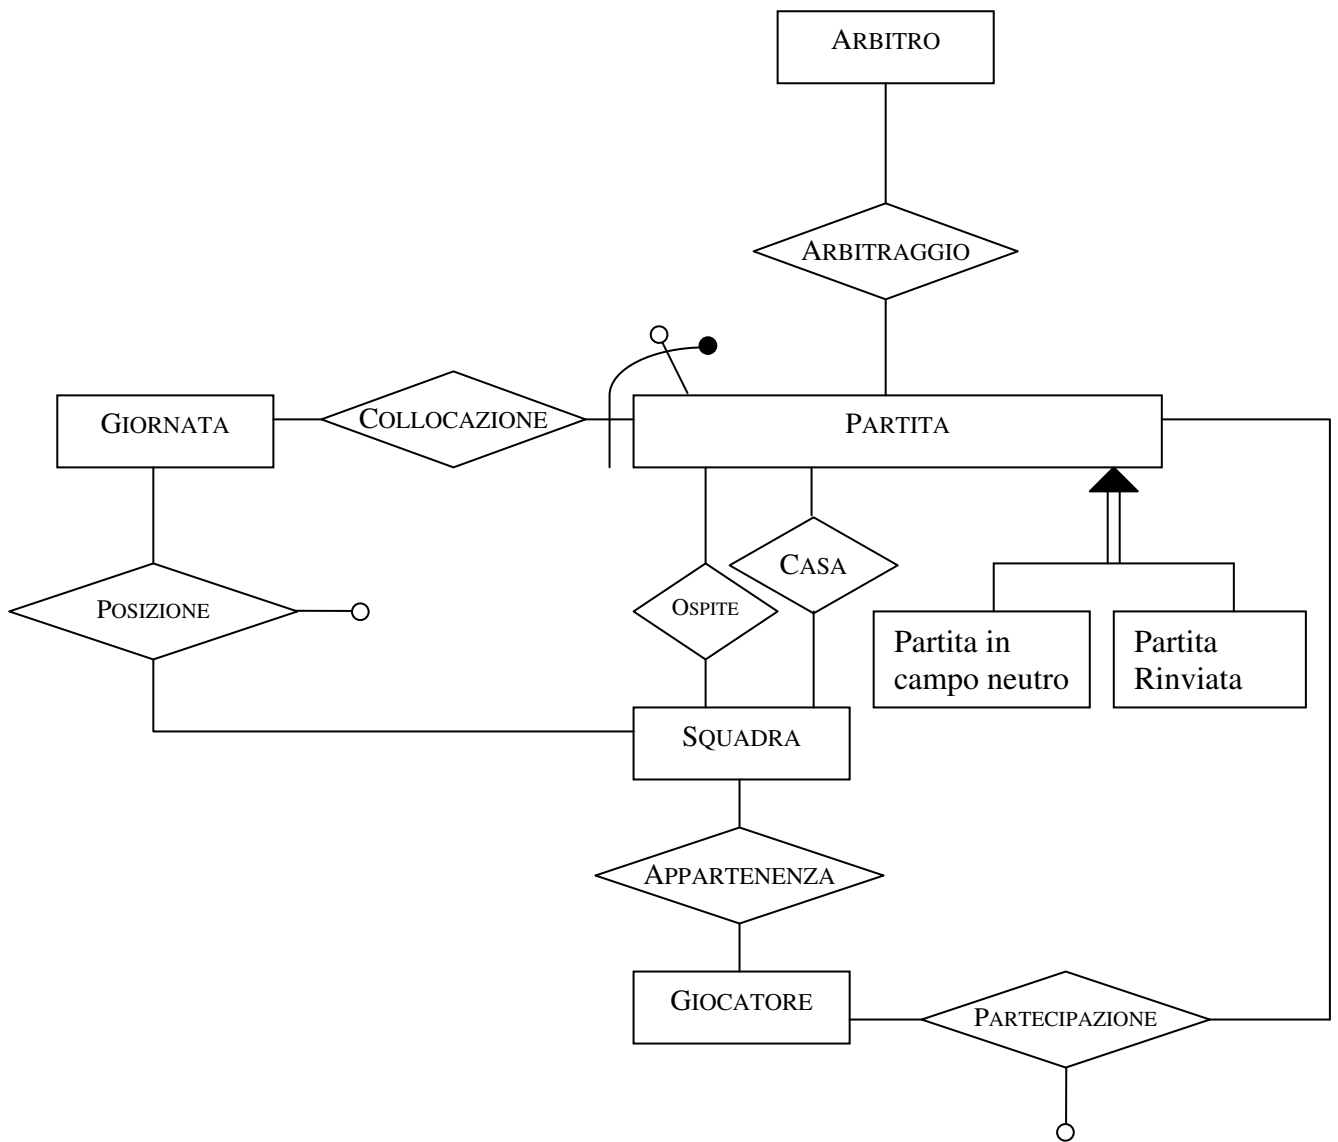 ARBITRO
ARBITRAGGIO
GIORNATA
COLLOCAZIONE
PARTITA
POSIZIONE
OSPITE
CASA
Partita in
campo neutro
Partita
Rinviata
SQUADRA
APPARTENENZA
GIOCATORE
PARTECIPAZIONE